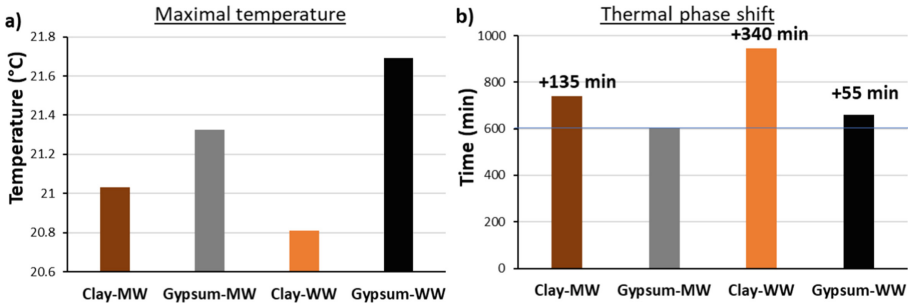 a)
Maximal temperature
Temperature (°C)
21.8
21.6
21.4
21.2
21
20.8
20.6
Clay-MW Gypsum-MW Clay-WW Gypsum-WW
b)
Thermal phase shift
Time (min)
1000
800
600
400
200
0
+135 min
+340 min
+55 min
Clay-MW Gypsum-MW Clay-WW Gypsum-WW